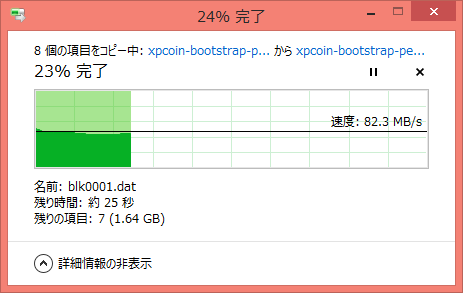 24% 完了
8 個の項目をコピー中: xpcoin-bootstrap-p... から xpcoin-bootstrap-pe...
23% 完了
速度: 82.3 MB/s
名前: blk0001.dat
残り時間: 約 25 秒
残りの項目: 7 (1.64 GB)
詳細情報の非表示